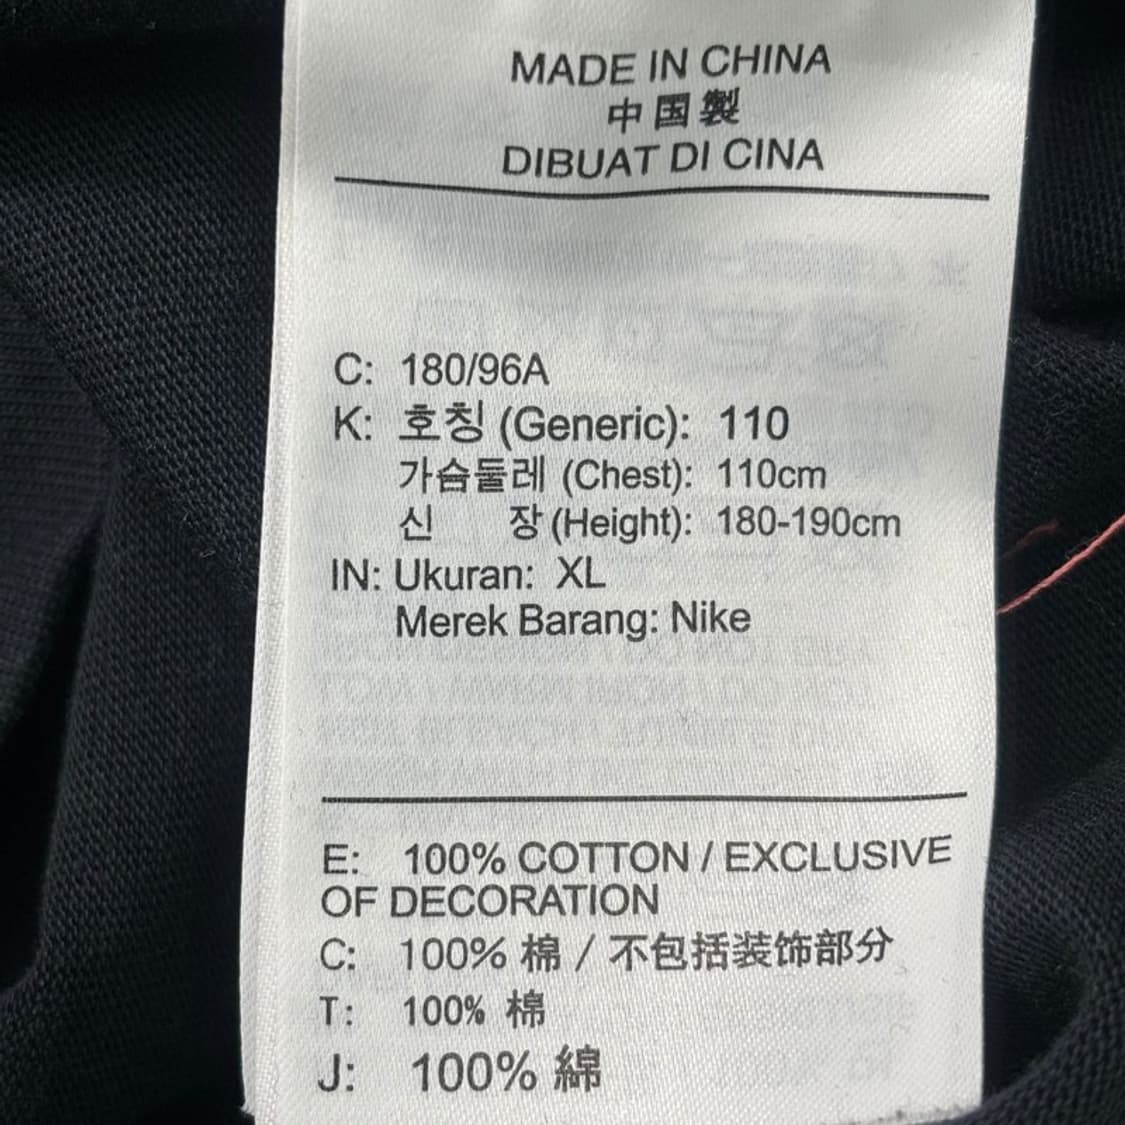 MADE IN CHINA
中国製
DIBUAT DI CINA
C: 180/96A
K: 호칭 (Generic): 110
가슴둘레 (Chest): 110cm
신 장 (Height): 180-190cm
IN: Ukuran: XL
Merek Barang: Nike
E: 100% COTTON / EXCLUSIVE
OF DECORATION
C: 100% 棉 / 不包括装饰部分
T: 100% 棉
J: 100% 綿